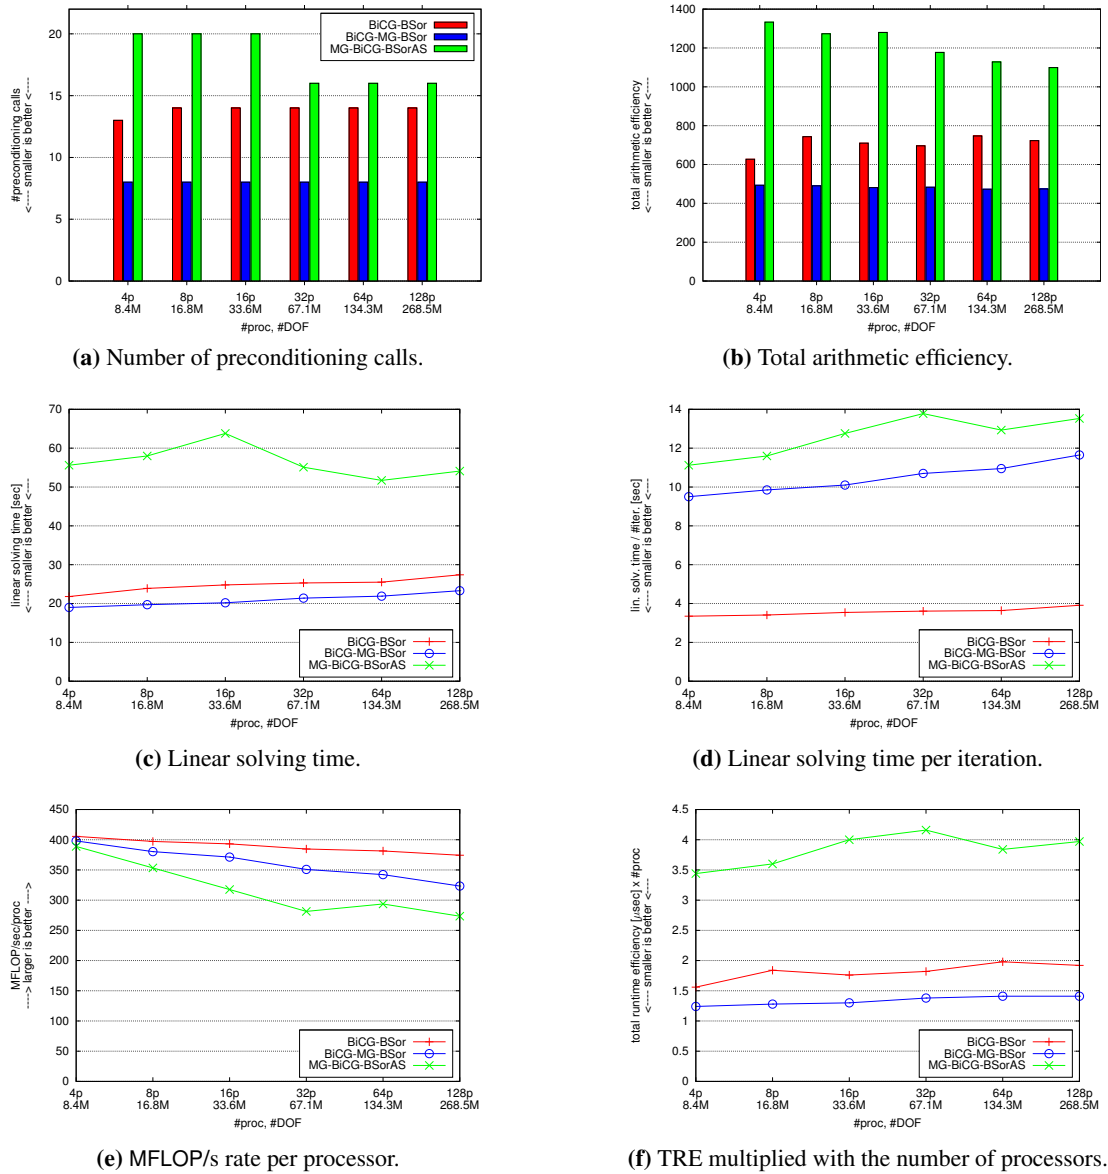 20
15
10
5
0
#preconditioning calls
<---- smaller is better <----
BiCG-BSor
BiCG-MG-BSor
MG-BiCG-BSorAS
4p 8p 16p 32p 64p 128p
8.4M 16.8M 33.6M 67.1M 134.3M 268.5M
#proc, #DOF
(a) Number of preconditioning calls.
1400
1200
1000
800
600
400
200
0
total arithmetic efficiency
<---- smaller is better <----
4p 8p 16p 32p 64p 128p
8.4M 16.8M 33.6M 67.1M 134.3M 268.5M
#proc, #DOF
(b) Total arithmetic efficiency.
70
60
50
40
30
20
10
0
linear solving time [sec]
<---- smaller is better <----
BiCG-BSor
BiCG-MG-BSor
MG-BiCG-BSorAS
4p 8p 16p 32p 64p 128p
8.4M 16.8M 33.6M 67.1M 134.3M 268.5M
#proc, #DOF
(c) Linear solving time.
14
12
10
8
6
4
2
0
lin. solv. time / #iter. [sec]
<---- smaller is better <----
BiCG-BSor
BiCG-MG-BSor
MG-BiCG-BSorAS
4p 8p 16p 32p 64p 128p
8.4M 16.8M 33.6M 67.1M 134.3M 268.5M
#proc, #DOF
(d) Linear solving time per iteration.
450
400
350
300
250
200
150
100
50
0
MFLOP/sec/proc
----> larger is better ---->
BiCG-BSor
BiCG-MG-BSor
MG-BiCG-BSorAS
4p 8p 16p 32p 64p 128p
8.4M 16.8M 33.6M 67.1M 134.3M 268.5M
#proc, #DOF
(e) MFLOP/s rate per processor.
4.5
4
3.5
3
2.5
2
1.5
1
0.5
0
total runtime efficiency [μsec] x #proc
<---- smaller is better <----
BiCG-BSor
BiCG-MG-BSor
MG-BiCG-BSorAS
4p 8p 16p 32p 64p 128p
8.4M 16.8M 33.6M 67.1M 134.3M 268.5M
#proc, #DOF
(f) TRE multiplied with the number of processors.